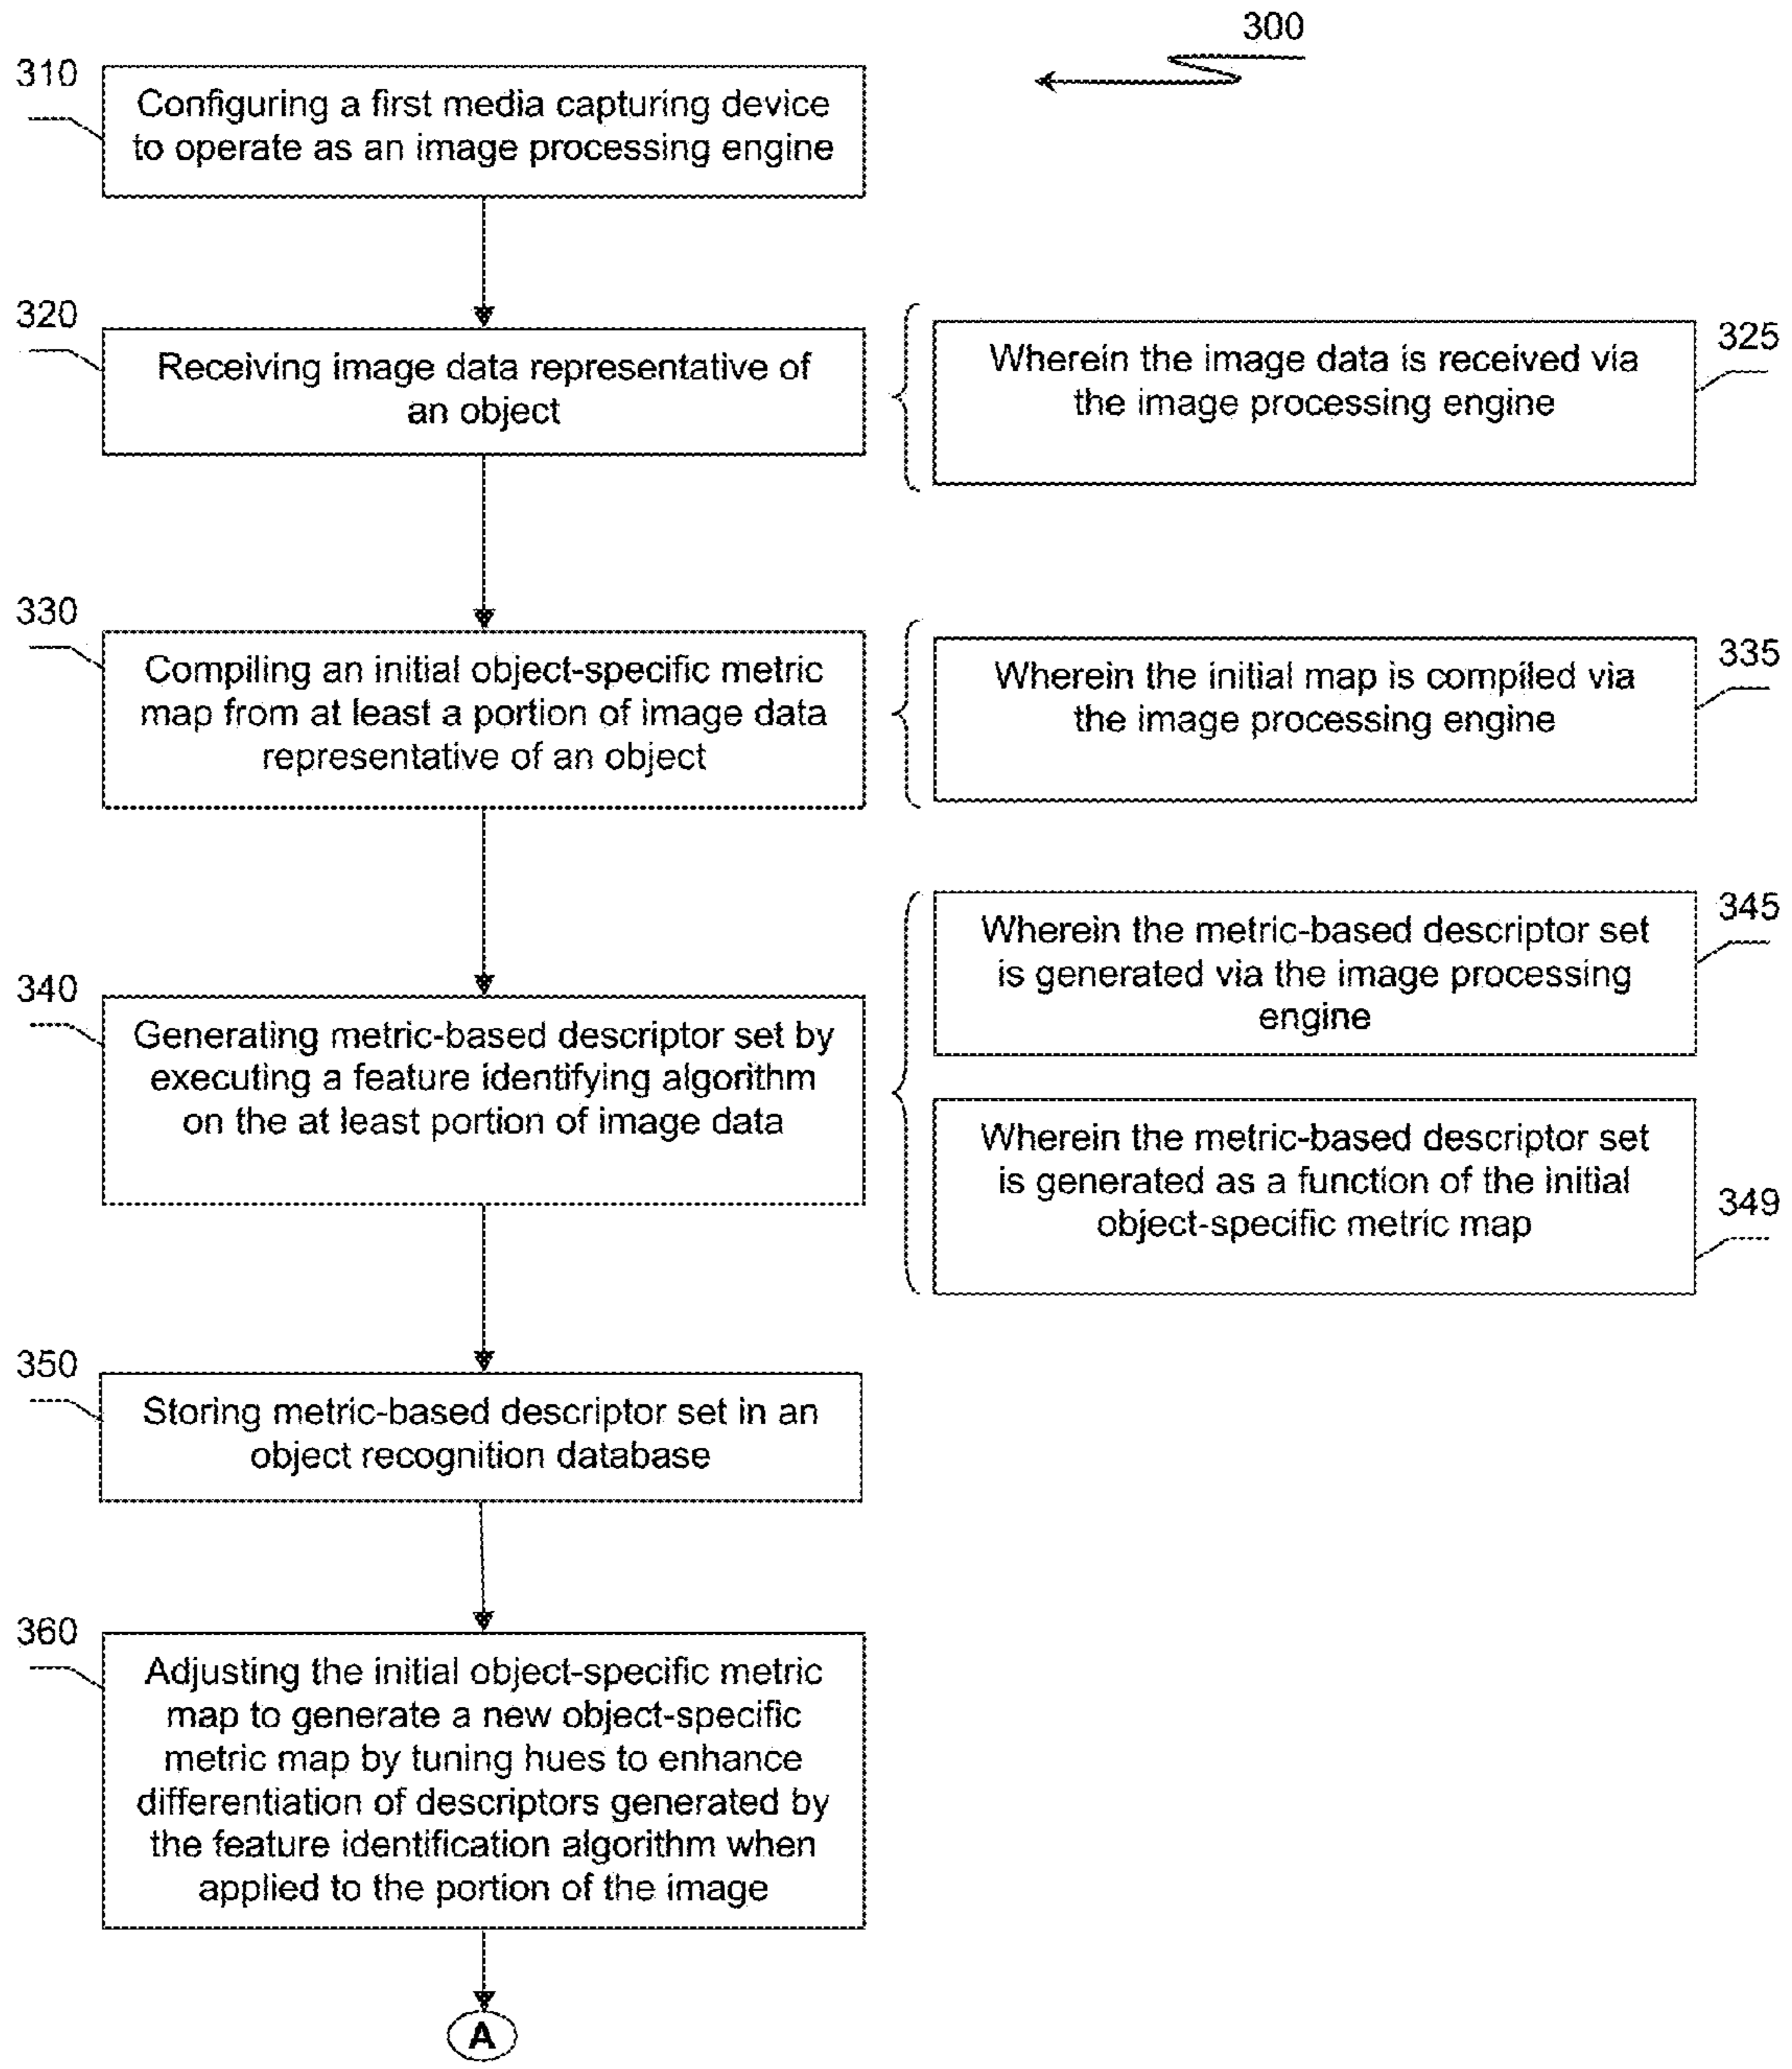 300
310
Configuring a first media capturing device
to operate as an image processing engine
320
Receiving image data representative of
an object
Wherein the image data is received via
the image processing engine
325
330
Compiling an initial object-specific metric
map from at least a portion of image data
representative of an object
Wherein the initial map is compiled via
the image processing engine
335
340
Generating metric-based descriptor set by
executing a feature identifying algorithm
on the at least portion of image data
Wherein the metric-based descriptor set
is generated via the image processing
engine
345
Wherein the metric-based descriptor set
is generated as a function of the initial
object-specific metric map
349
350
Storing metric-based descriptor set in an
object recognition database
360
Adjusting the initial object-specific metric
map to generate a new object-specific
metric map by tuning hues to enhance
differentiation of descriptors generated by
the feature identification algorithm when
applied to the portion of the image
A